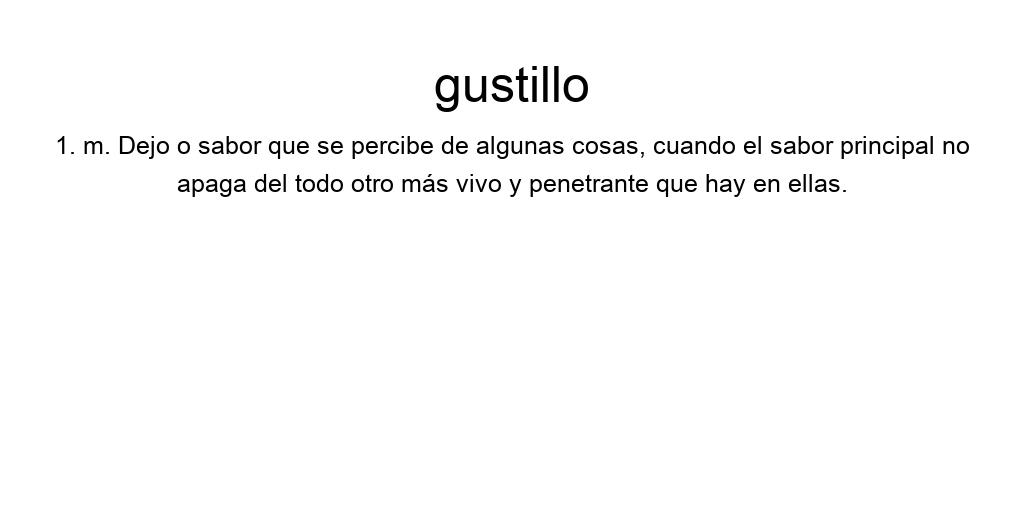 gustillo
1. m. Dejo o sabor que se percibe de algunas cosas, cuando el sabor principal no
apaga del todo otro más vivo y penetrante que hay en ellas.